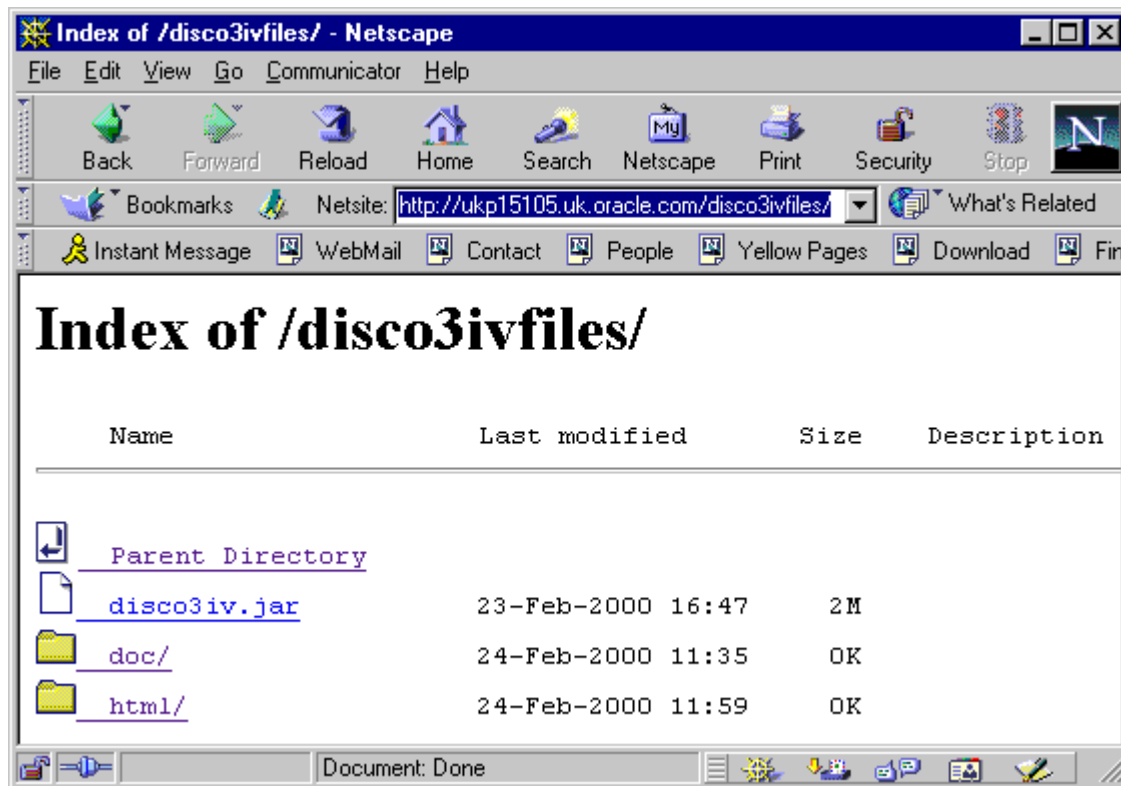 Index of /disco3ivfiles/ - Netscape
File Edit View Go Communicator Help
Back Forward Reload Home Search My Netscape Print Security Stop N
Bookmarks Netsite: http://ukp15105.uk.oracle.com/disco3ivfiles/ What's Related
Instant Message WebMail Contact People Yellow Pages Download Fin
Index of /disco3ivfiles/
Name Last modified Size Description
Parent Directory
disco3iv.jar 23-Feb-2000 16:47 2M
doc/ 24-Feb-2000 11:35 0K
html/ 24-Feb-2000 11:59 0K
Document: Done